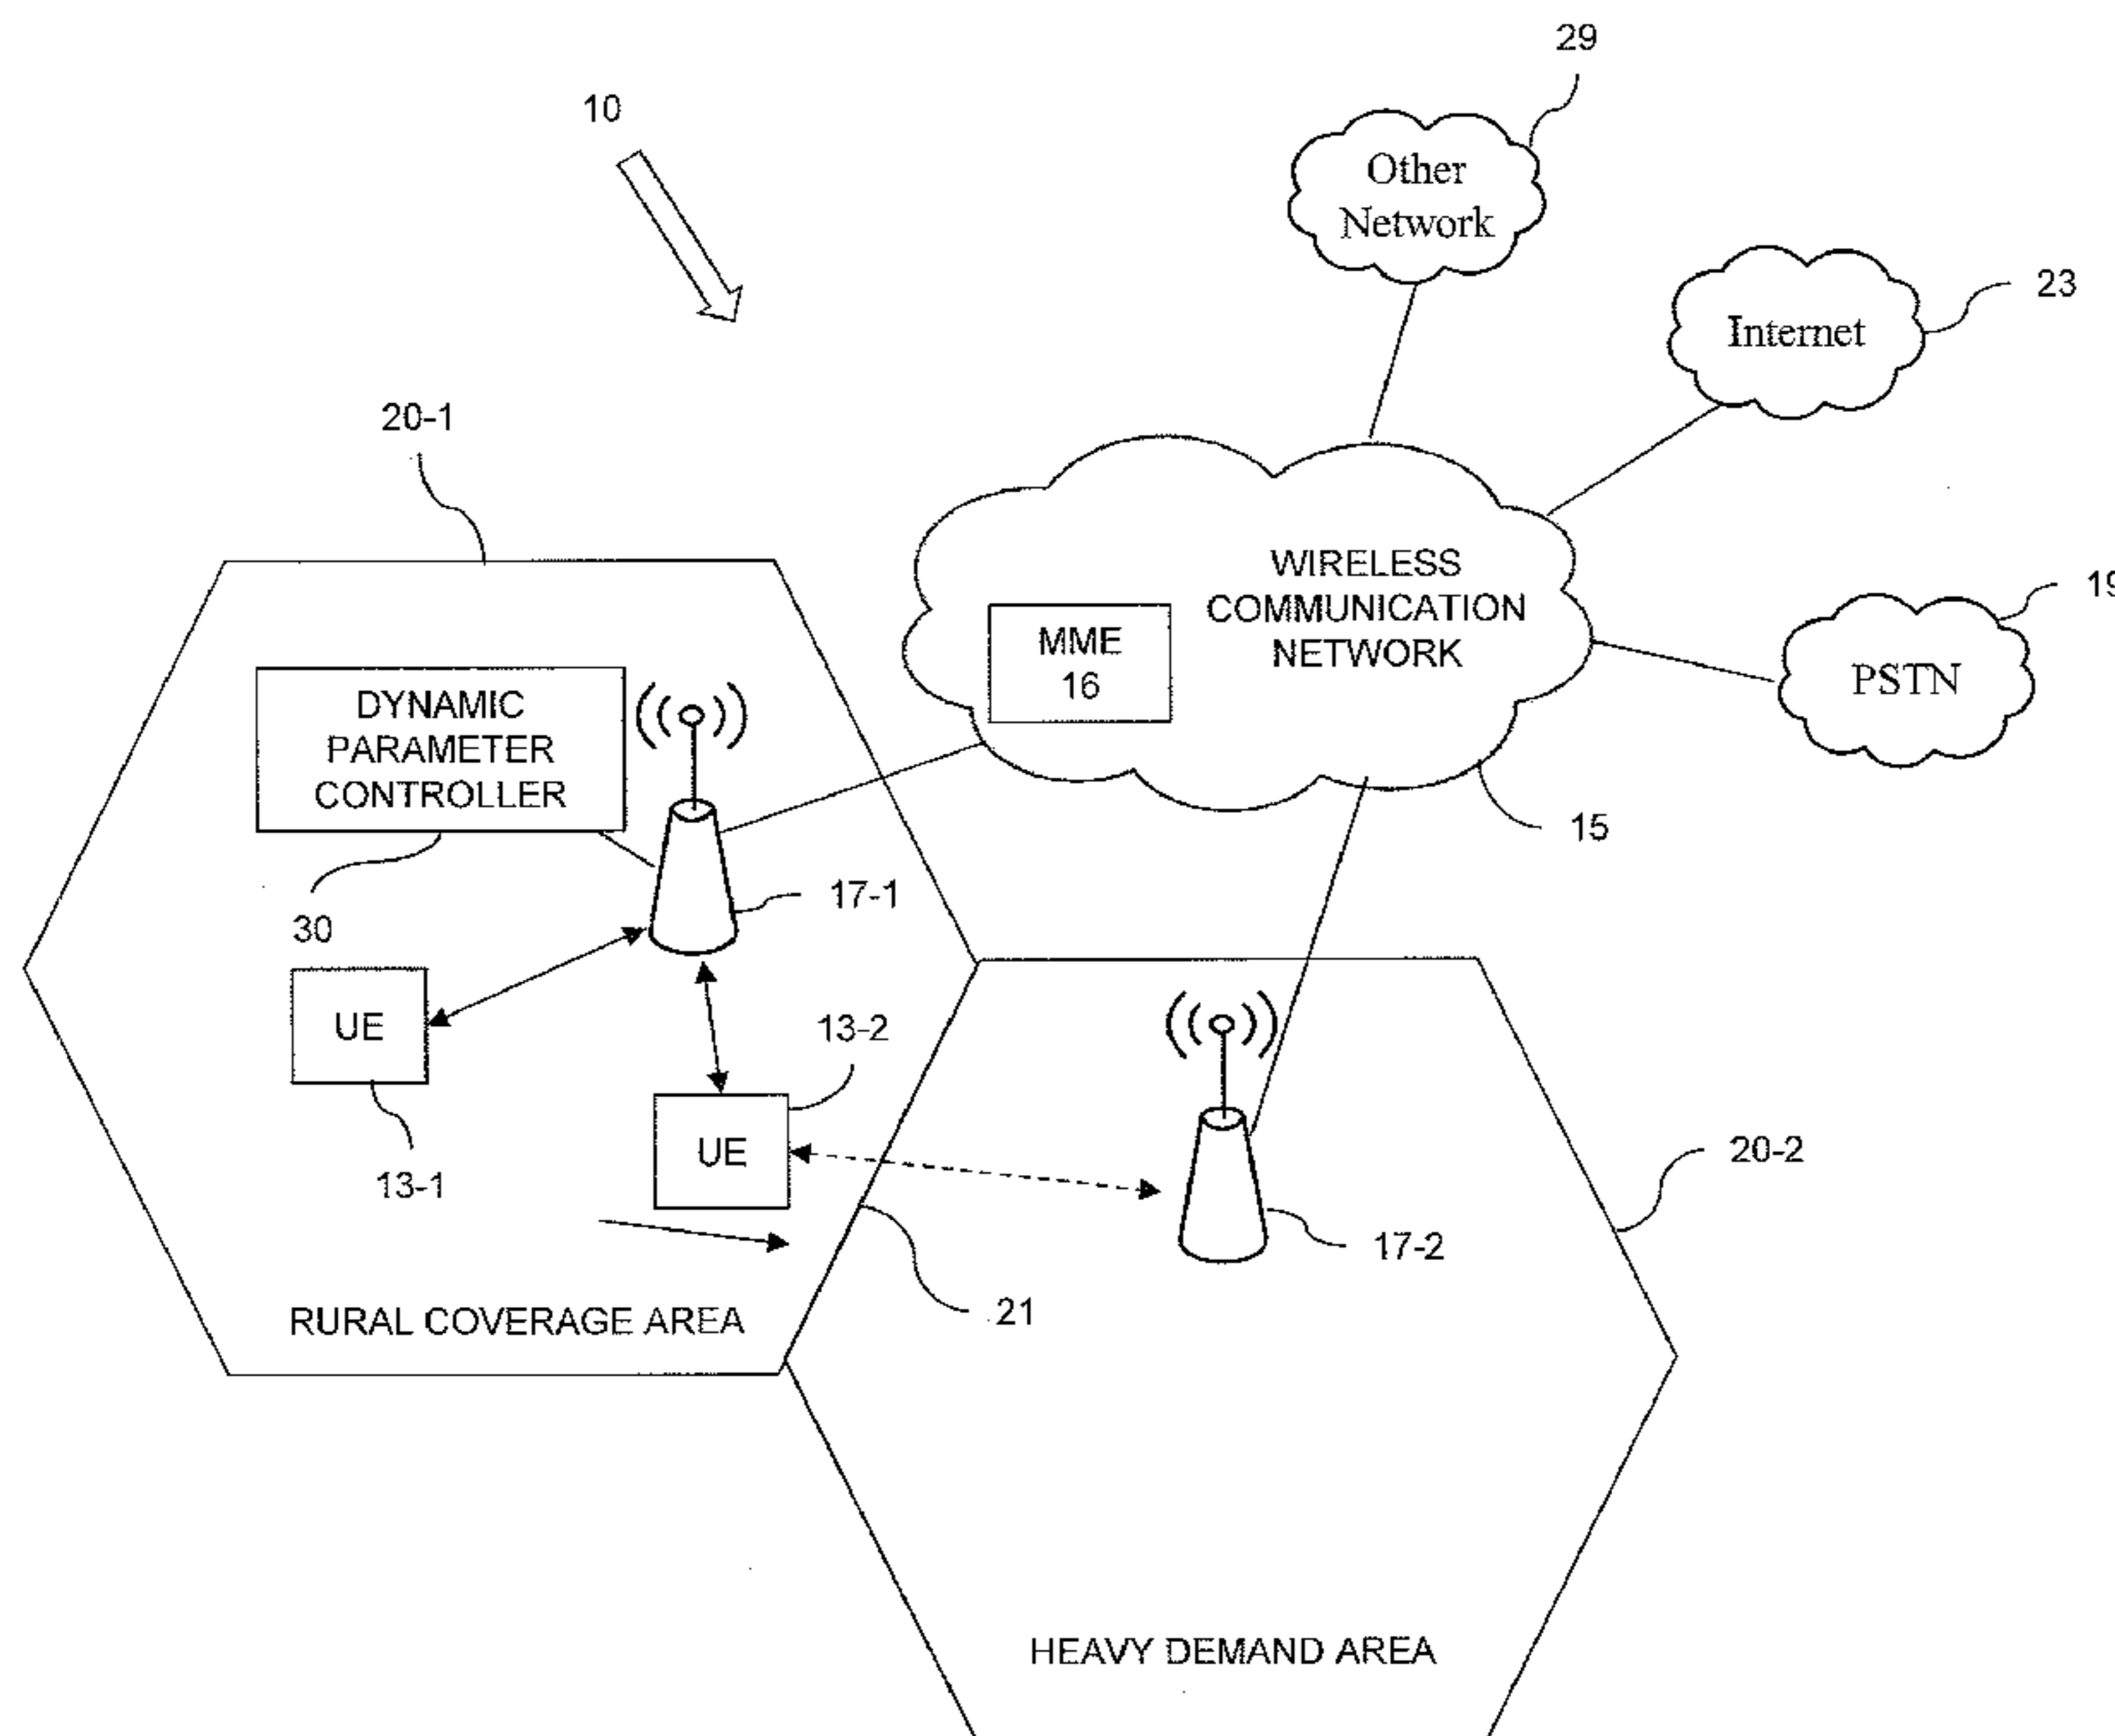 29
10
Other
Network
23
Internet
20-1
WIRELESS
COMMUNICATION
NETWORK
19
MME
16
PSTN
DYNAMIC
PARAMETER
CONTROLLER
15
17-1
30
UE
13-2
UE
20-2
13-1
17-2
21
RURAL COVERAGE AREA
HEAVY DEMAND AREA